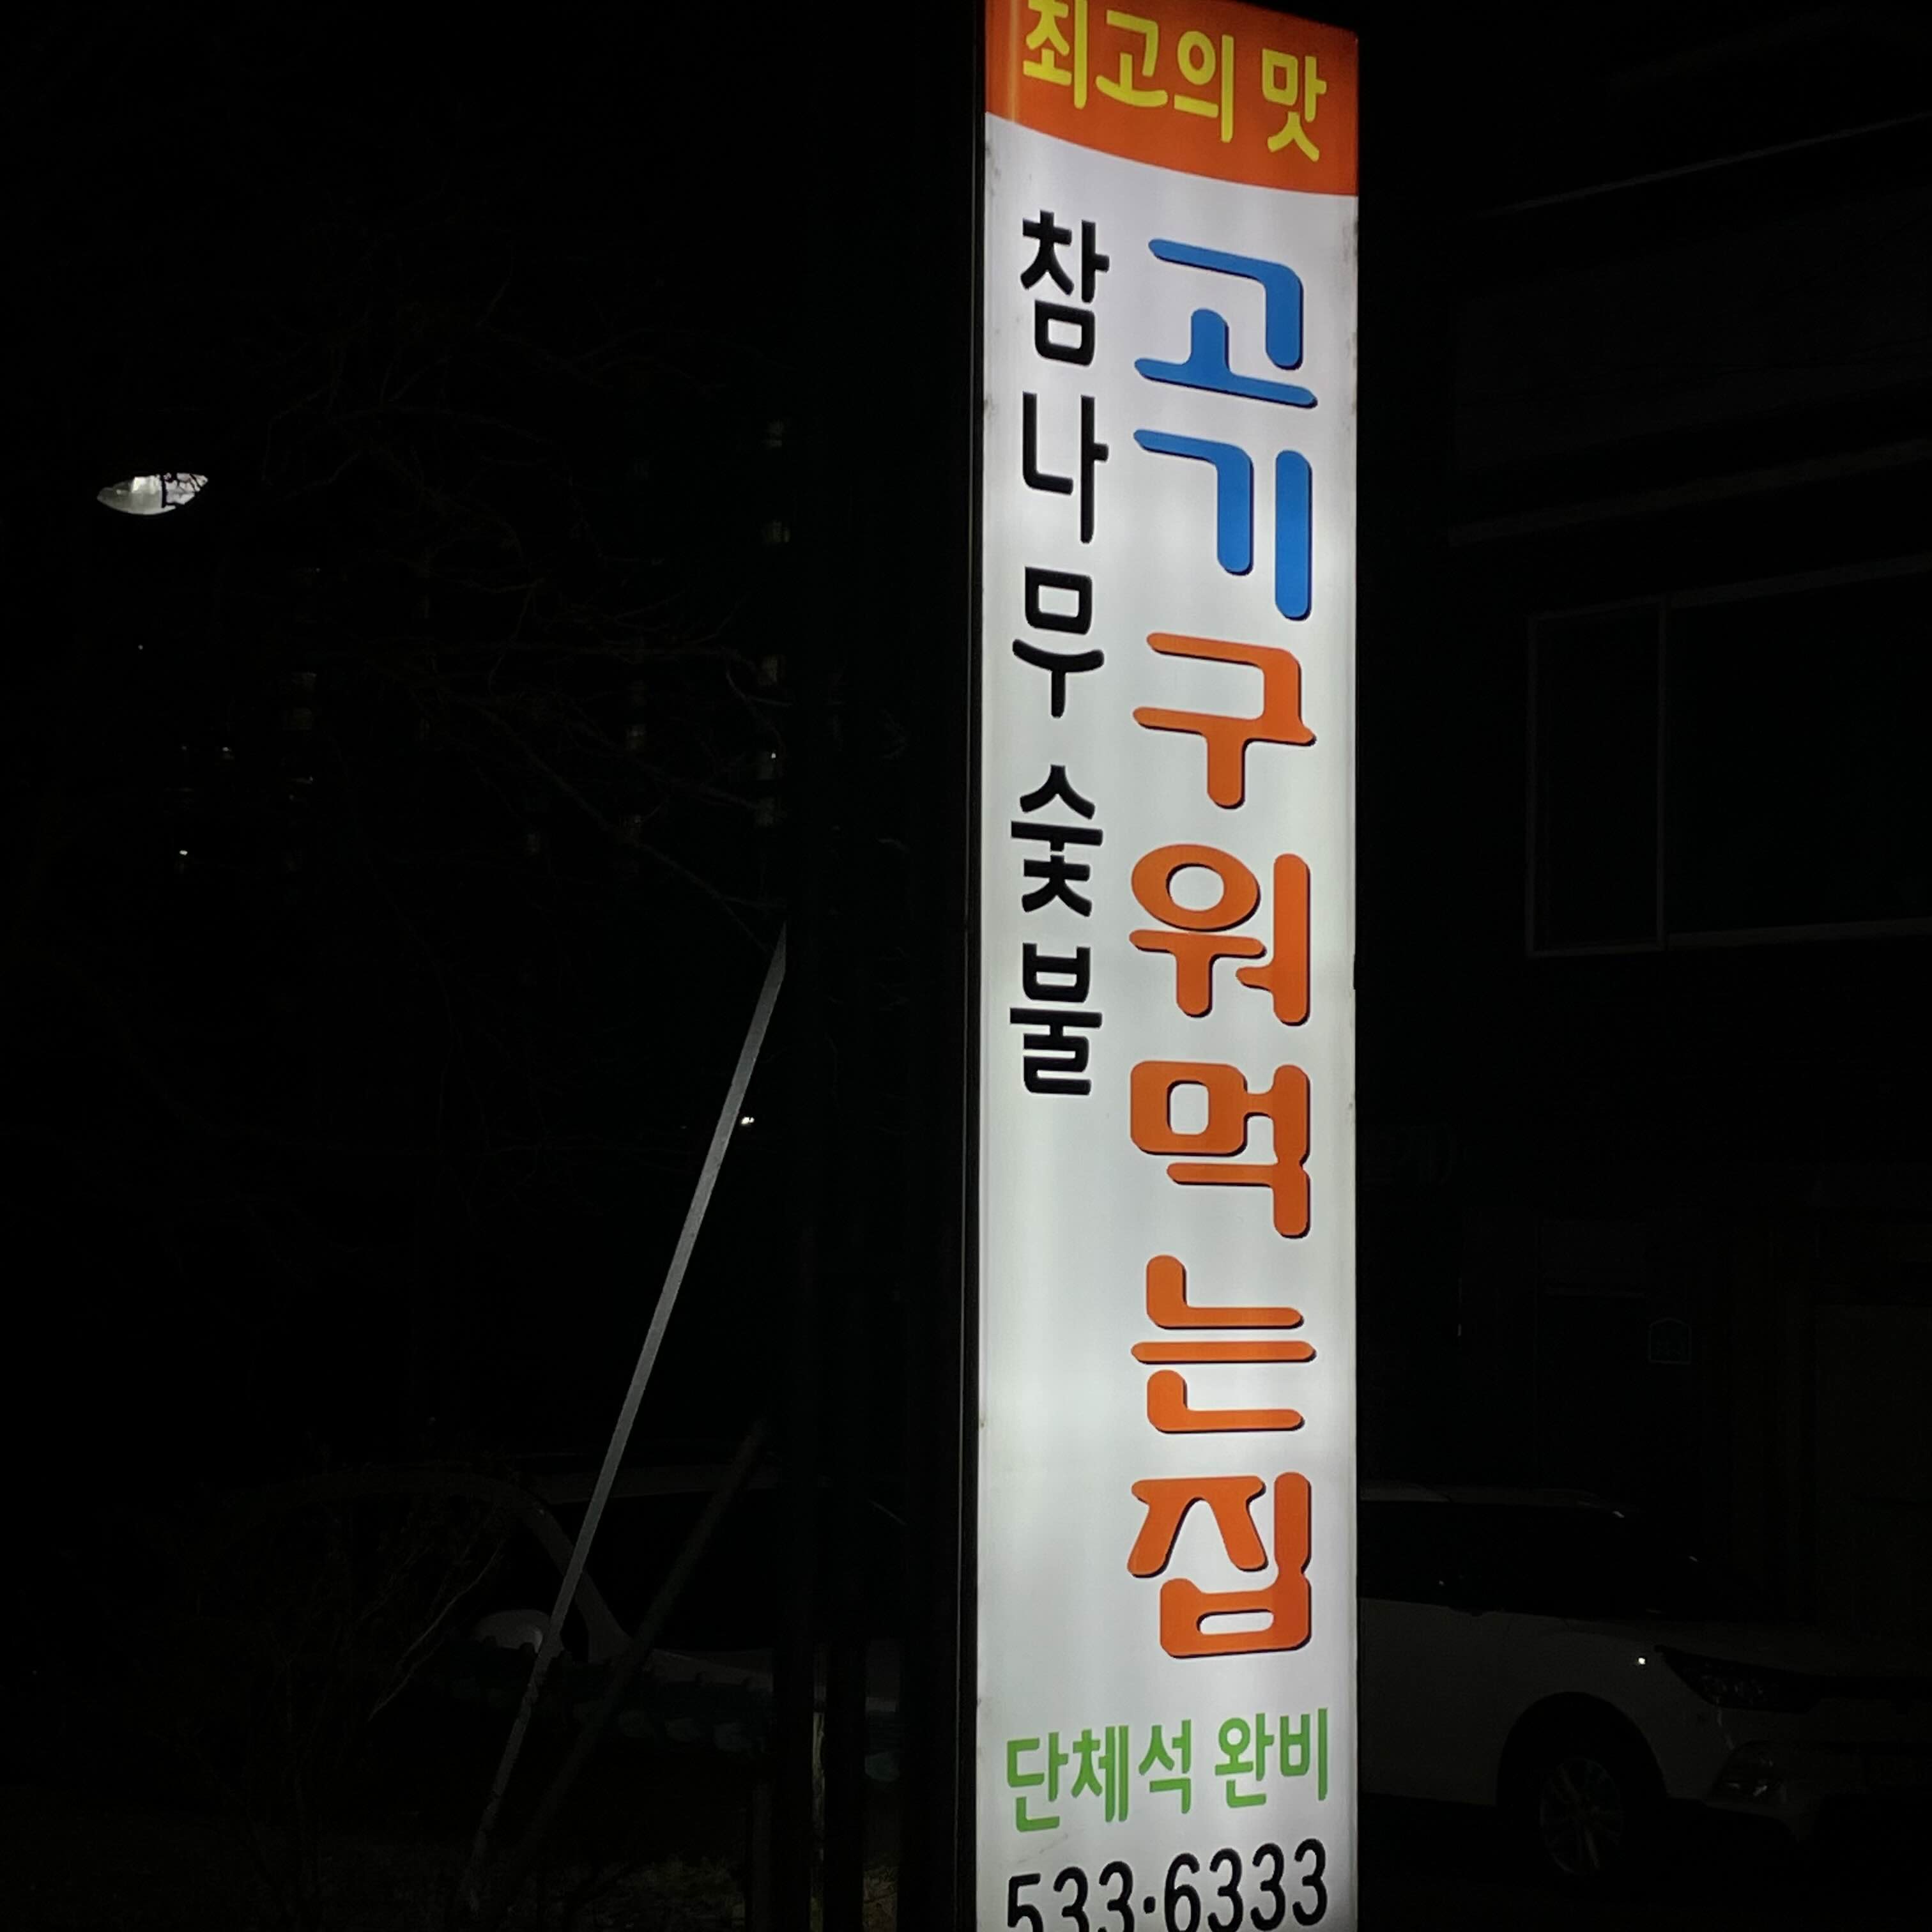 최고의 맛
참나무 숯불
고기구워먹는집
단체석 완비
533·6333